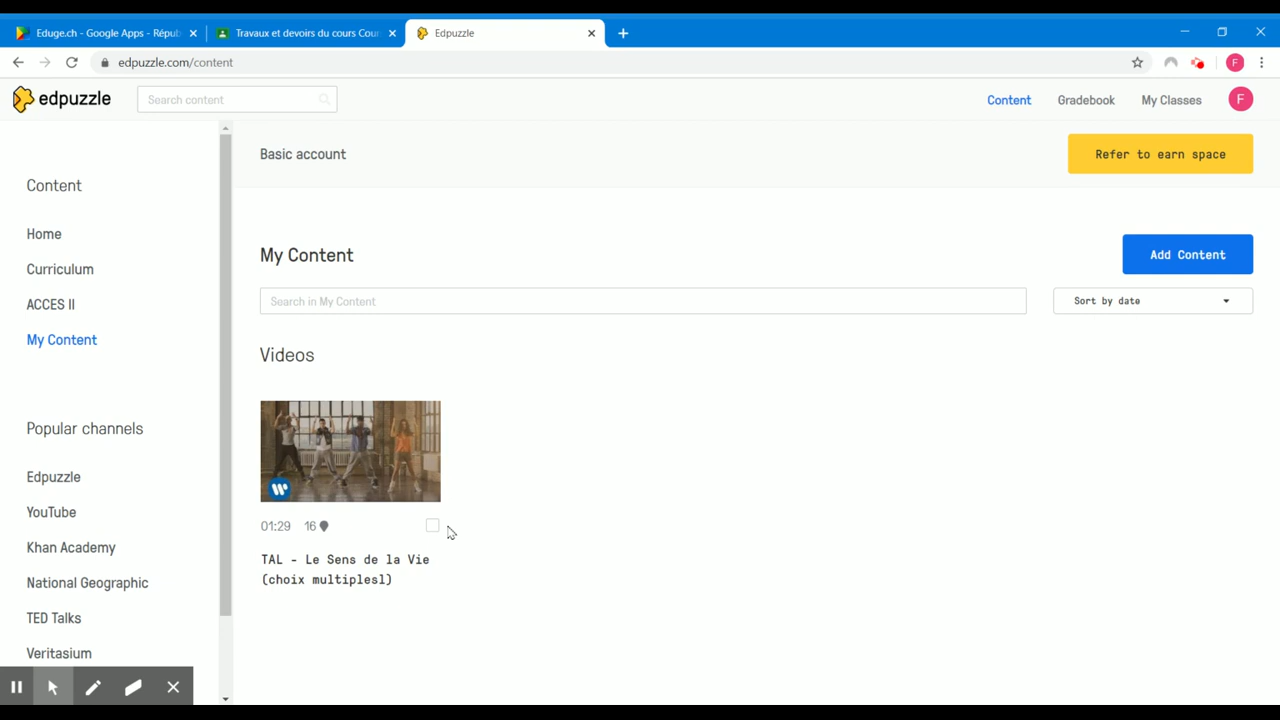 Eduge.ch - Google Apps - Répub
Travaux et devoirs du cours Cour
Edpuzzle
edpuzzle.com/content
F
edpuzzle
Search content
Content
Gradebook
My Classes
F
Basic account
Refer to earn space
Content
Home
Curriculum
ACCES II
My Content
Popular channels
Edpuzzle
YouTube
Khan Academy
National Geographic
TED Talks
Veritasium
My Content
Add Content
Search in My Content
Sort by date
Videos
01:29 16
TAL - Le Sens de la Vie
(choix multiplesl)